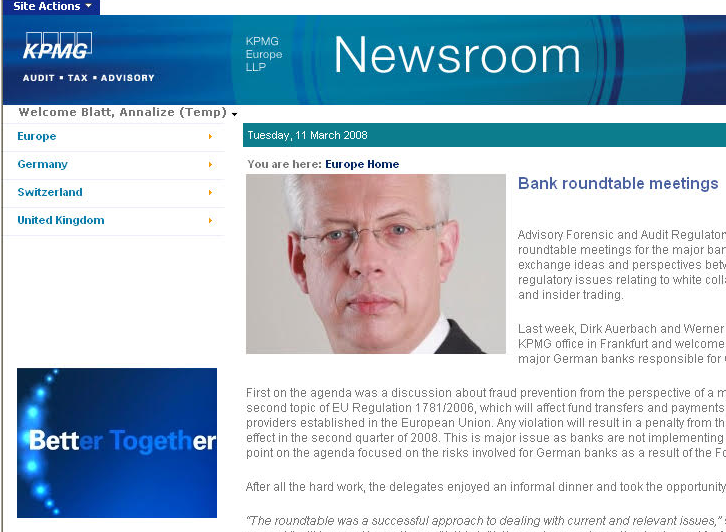 Site Actions
KPMG
AUDIT ▪ TAX ▪ ADVISORY
KPMG
Europe
LLP
Newsroom
Welcome Blatt, Annalize (Temp)
Europe
Germany
Switzerland
United Kingdom
Better Together
Tuesday, 11 March 2008
You are here: Europe Home
Bank roundtable meetings
Advisory Forensic and Audit Regulatory
roundtable meetings for the major
exchange ideas and perspectives
regulatory issues relating to white
and insider trading.
Last week, Dirk Auerbach and Werner
KPMG office in Frankfurt and welcome
major German banks responsible for
First on the agenda was a discussion about fraud prevention from the perspective of a
second topic of EU Regulation 1781/2006, which will affect fund transfers and payments
providers established in the European Union. Any violation will result in a penalty from
effect in the second quarter of 2008. This is major issue as banks are not implementing
point on the agenda focused on the risks involved for German banks as a result of the
After all the hard work, the delegates enjoyed an informal dinner and took the opportunity
"The roundtable was a successful approach to dealing with current and relevant issues,"